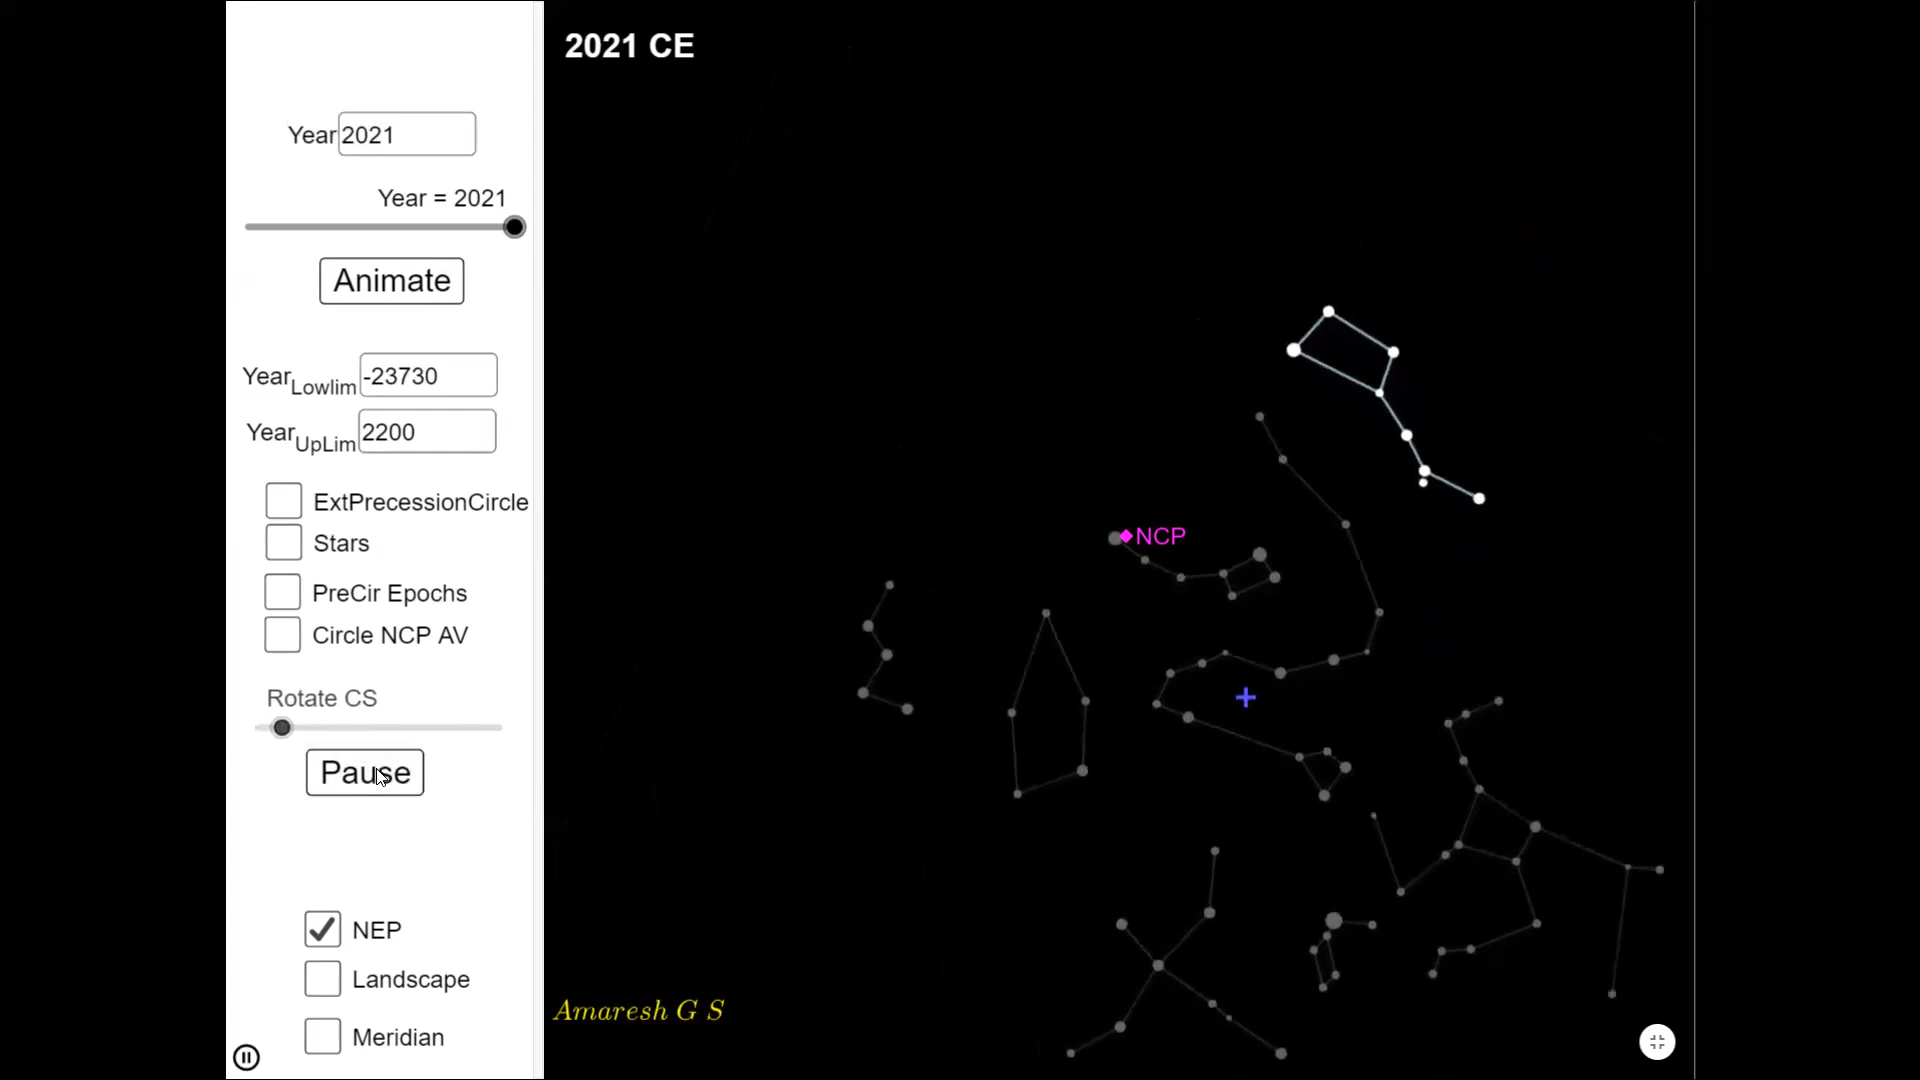 2021 CE
Year 2021
Year = 2021
Animate
YearLowlim -23730
YearUpLim 2200
ExtPrecessionCircle
Stars
PreCir Epochs
Circle NCP AV
Rotate CS
Pause
NEP
Landscape
Meridian
NCP
Amaresh G S